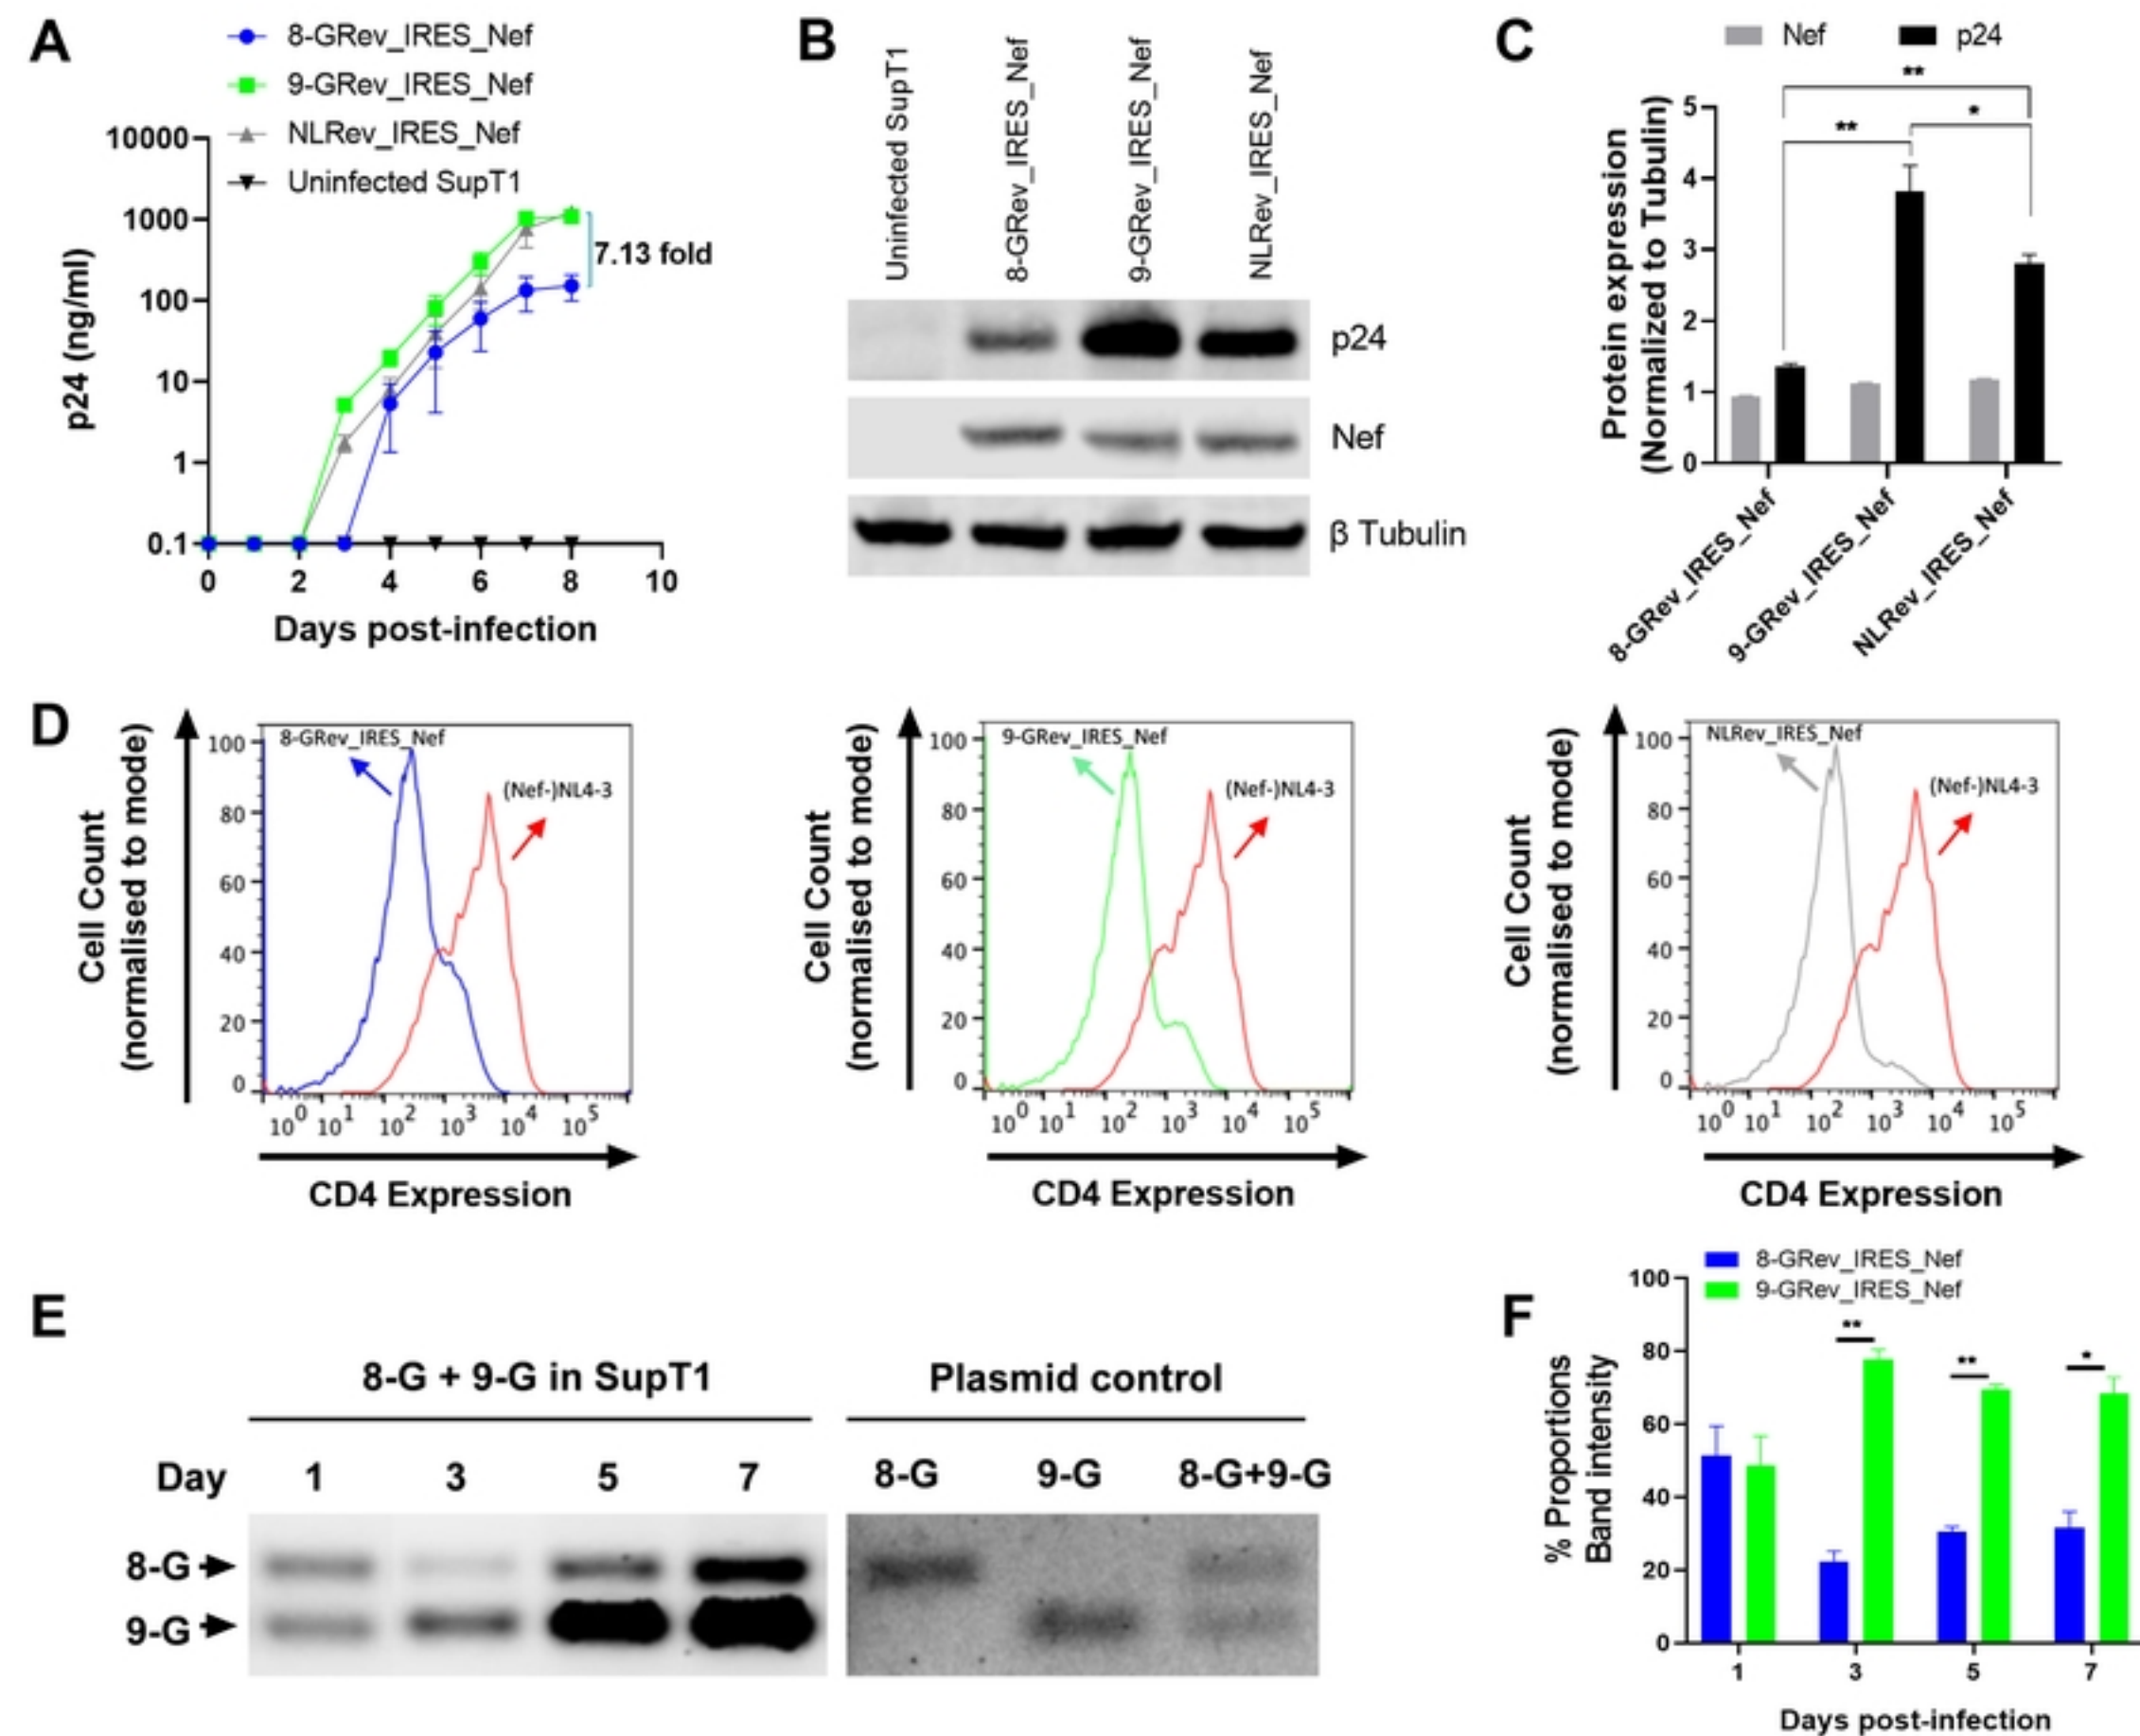 A
8-GRev_IRES_Nef
9-GRev_IRES_Nef
NLRev_IRES_Nef
Uninfected SupT1
10000
1000
100
10
1
0.1
p24 (ng/ml)
7.13 fold
0 2 4 6 8 10
Days post-infection
B
Uninfected SupT1
8-GRev_IRES_Nef
9-GRev_IRES_Nef
NLRev_IRES_Nef
p24
Nef
β Tubulin
C
Nef
p24
**
**
*
Protein expression
(Normalized to Tubulin)
5
4
3
2
1
0
8-GRev_IRES_Nef
9-GRev_IRES_Nef
NLRev_IRES_Nef
D
Cell Count
(normalised to mode)
100
80
60
40
20
0
8-GRev_IRES_Nef
(Nef-)NL4-3
10^0 10^1 10^2 10^3 10^4 10^5
CD4 Expression
Cell Count
(normalised to mode)
100
80
60
40
20
0
9-GRev_IRES_Nef
(Nef-)NL4-3
10^0 10^1 10^2 10^3 10^4 10^5
CD4 Expression
Cell Count
(normalised to mode)
100
80
60
40
20
0
NLRev_IRES_Nef
(Nef-)NL4-3
10^0 10^1 10^2 10^3 10^4 10^5
CD4 Expression
E
8-G + 9-G in SupT1
Plasmid control
Day 1 3 5 7
8-G 9-G 8-G+9-G
8-G
9-G
F
8-GRev_IRES_Nef
9-GRev_IRES_Nef
% Proportions
Band intensity
100
80
60
40
20
0
**
**
*
1 3 5 7
Days post-infection